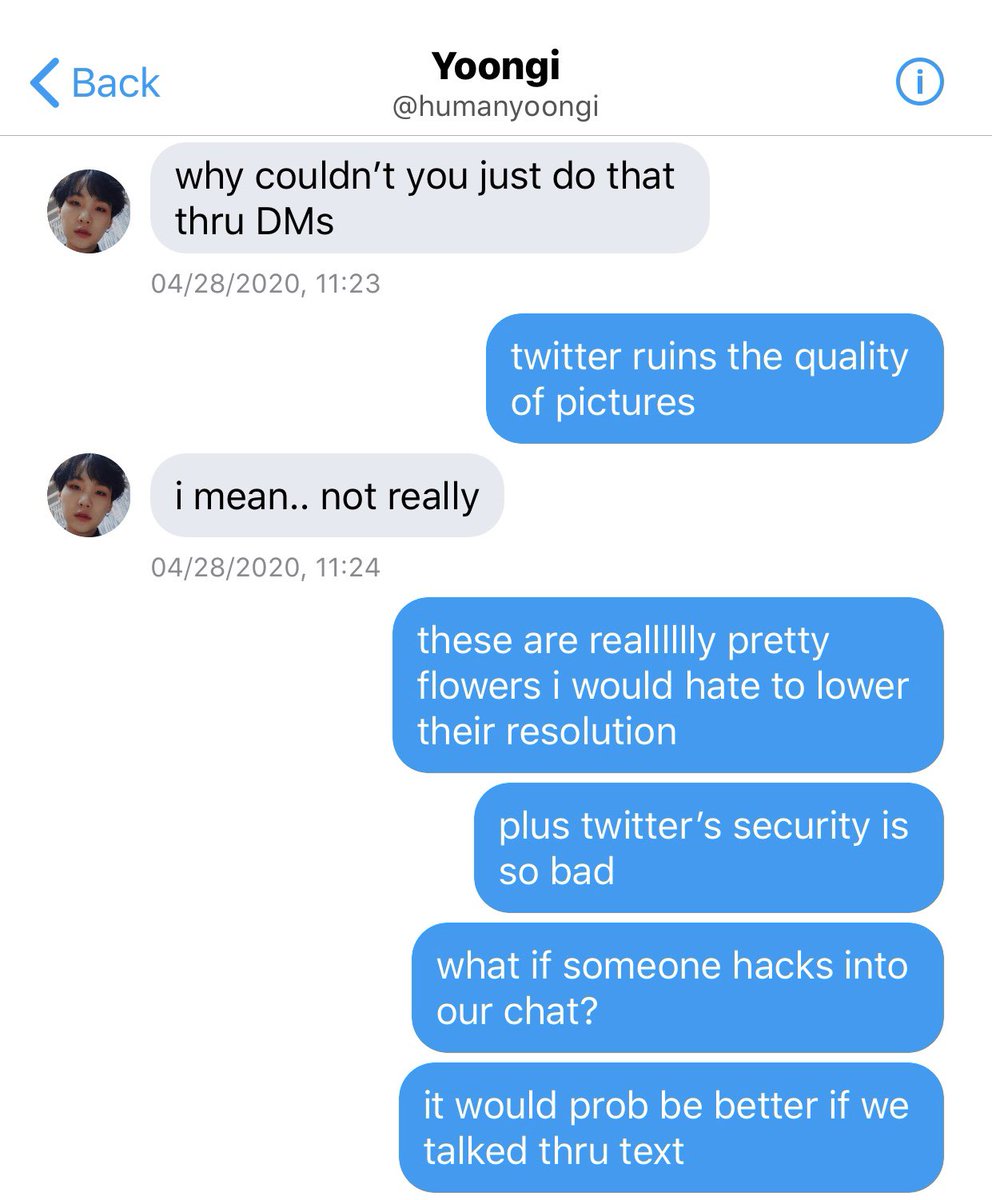 Back
Yoongi
@humanyoongi
why couldn’t you just do that
thru DMs
04/28/2020, 11:23
twitter ruins the quality
of pictures
i mean.. not really
04/28/2020, 11:24
these are realllllly pretty
flowers i would hate to lower
their resolution
plus twitter’s security is
so bad
what if someone hacks into
our chat?
it would prob be better if we
talked thru text